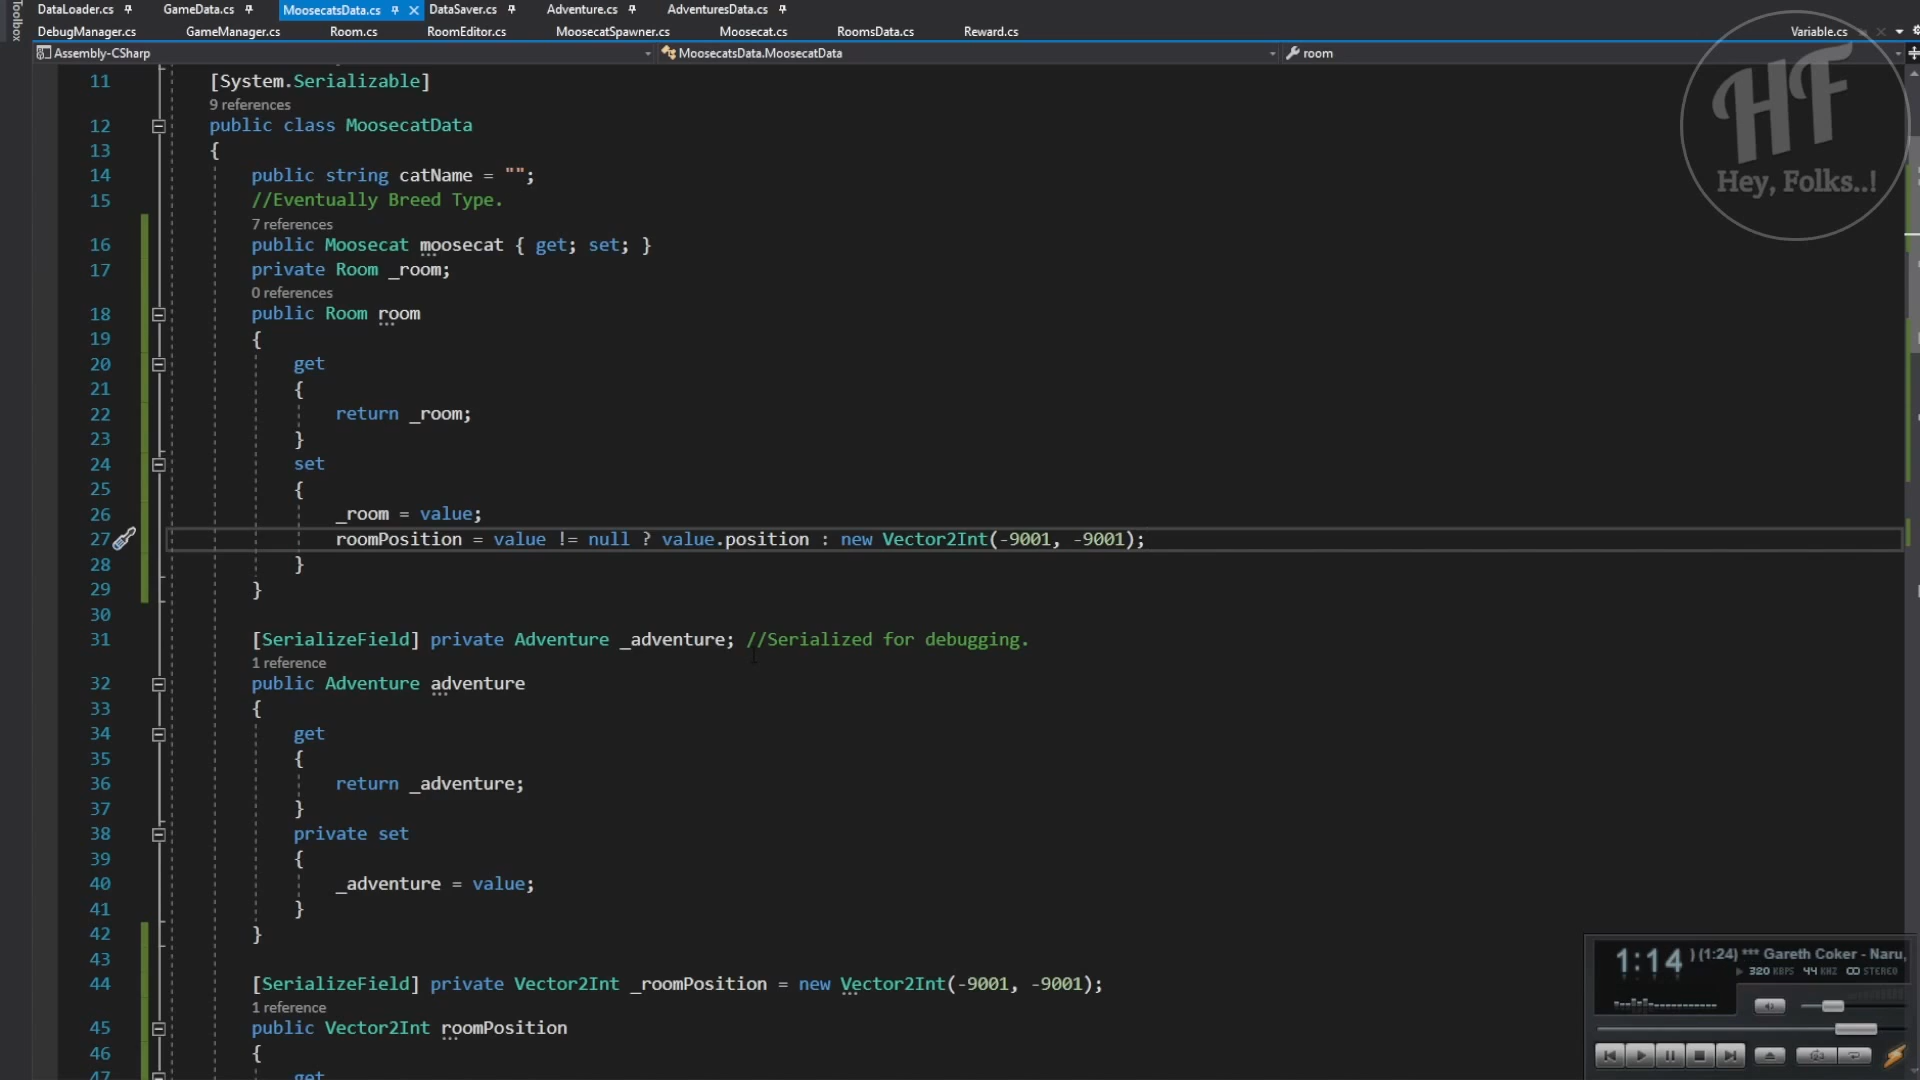 Toolbox
DataLoader.cs GameData.cs MoosecatsData.cs DataSaver.cs Adventure.cs AdventuresData.cs
DebugManager.cs GameManager.cs Room.cs RoomEditor.cs MoosecatSpawner.cs Moosecat.cs RoomsData.cs Reward.cs Variable.cs
Assembly-CSharp MoosecatsData.MoosecatData room
HF
Hey, Folks..!
11 [System.Serializable]
9 references
12 public class MoosecatData
13 {
14 public string catName = "";
15 //Eventually Breed Type.
7 references
16 public Moosecat moosecat { get; set; }
17 private Room _room;
0 references
18 public Room room
19 {
20 get
21 {
22 return _room;
23 }
24 set
25 {
26 _room = value;
27 roomPosition = value != null ? value.position : new Vector2Int(-9001, -9001);
28 }
29 }
30
31 [SerializeField] private Adventure _adventure; //Serialized for debugging.
1 reference
32 public Adventure adventure
33 {
34 get
35 {
36 return _adventure;
37 }
38 private set
39 {
40 _adventure = value;
41 }
42 }
43
44 [SerializeField] private Vector2Int _roomPosition = new Vector2Int(-9001, -9001);
1 reference
45 public Vector2Int roomPosition
46 {
47 get
1:14 ) (1:24) *** Gareth Coker - Naru,
320 KBPS 44 KHZ STEREO